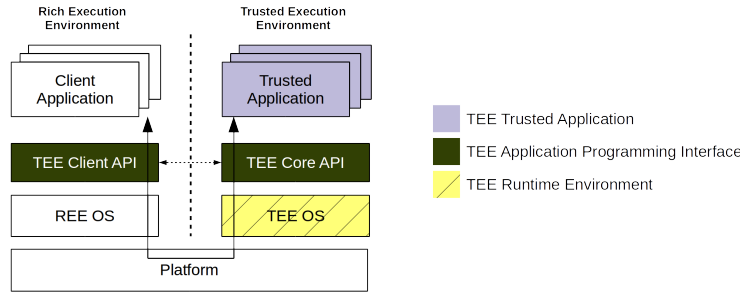 Rich Execution
Environment
Trusted Execution
Environment
Client
Application
Trusted
Application
TEE Client API
TEE Core API
REE OS
TEE OS
Platform
TEE Trusted Application
TEE Application Programming Interface
TEE Runtime Environment